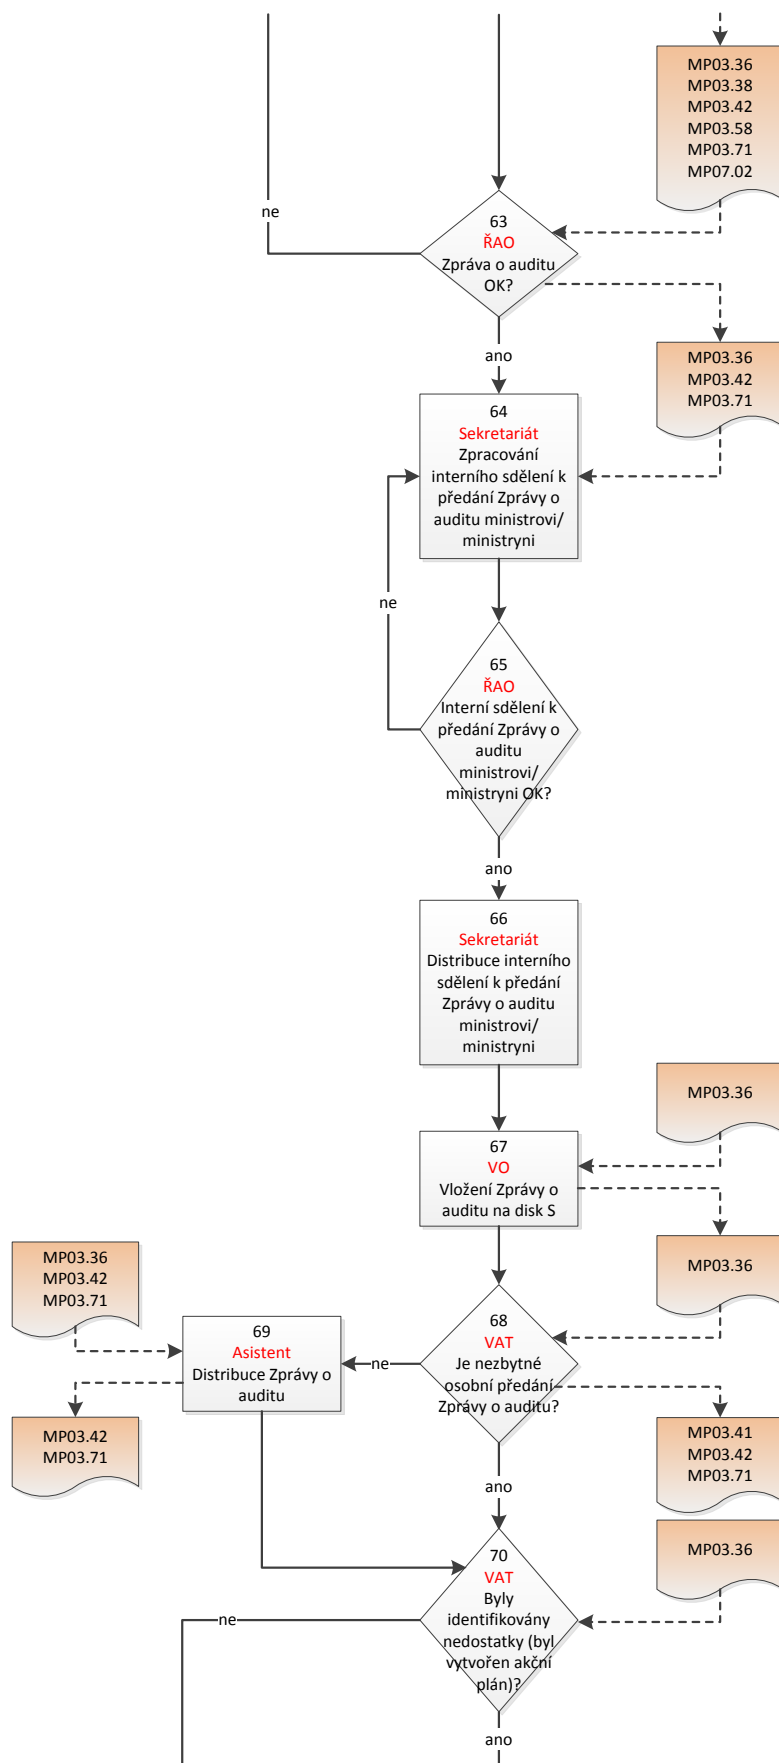 MP03.36
MP03.38
MP03.42
MP03.58
MP03.71
MP07.02
ne
63
ŘAO
Zpráva o auditu
OK?
ano
MP03.36
MP03.42
MP03.71
64
Sekretariát
Zpracování
interního sdělení k
předání Zprávy o
auditu ministrovi/
ministryni
ne
65
ŘAO
Interní sdělení k
předání Zprávy o
auditu
ministrovi/
ministryni OK?
ano
66
Sekretariát
Distribuce interního
sdělení k předání
Zprávy o auditu
ministrovi/
ministryni
MP03.36
67
VO
Vložení Zprávy o
auditu na disk S
MP03.36
MP03.36
MP03.42
MP03.71
68
VAT
Je nezbytné
osobní předání
Zprávy o auditu?
ne
69
Asistent
Distribuce Zprávy o
auditu
MP03.42
MP03.71
MP03.41
MP03.42
MP03.71
ano
MP03.36
70
VAT
Byly
identifikovány
nedostatky (byl
vytvořen akční
plán)?
ne
ano